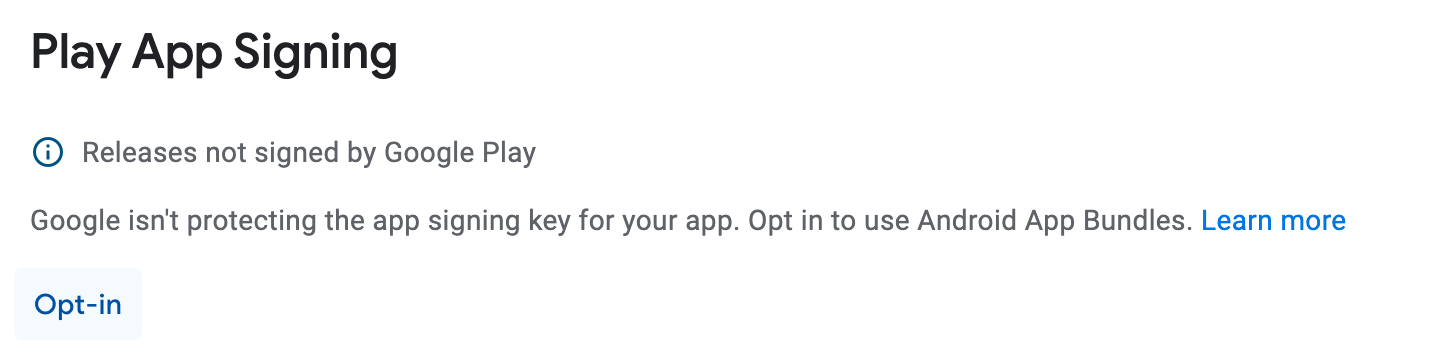 Play App Signing
Releases not signed by Google Play
Google isn't protecting the app signing key for your app. Opt in to use Android App Bundles. Learn more
Opt-in